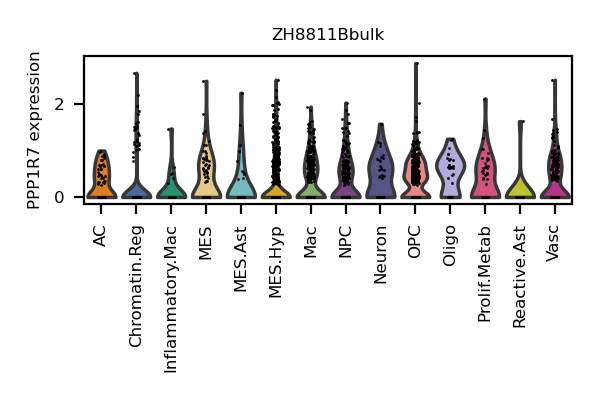 ZH8811Bbulk
PPP1R7 expression
2
0
AC
Chromatin.Reg
Inflammatory.Mac
MES
MES.Ast
MES.Hyp
Mac
NPC
Neuron
OPC
Oligo
Prolif.Metab
Reactive.Ast
Vasc